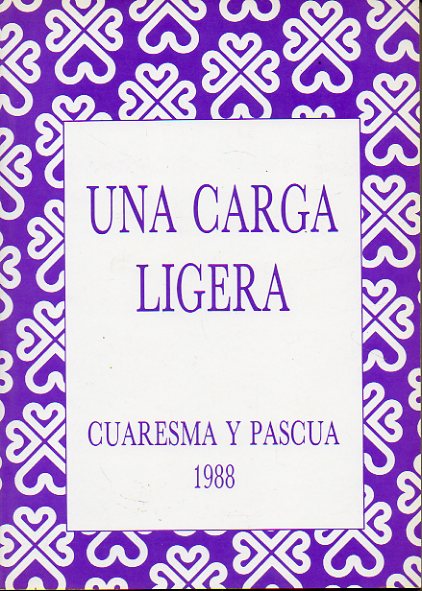 UNA CARGA
LIGERA
CUARESMA Y PASCUA
1988